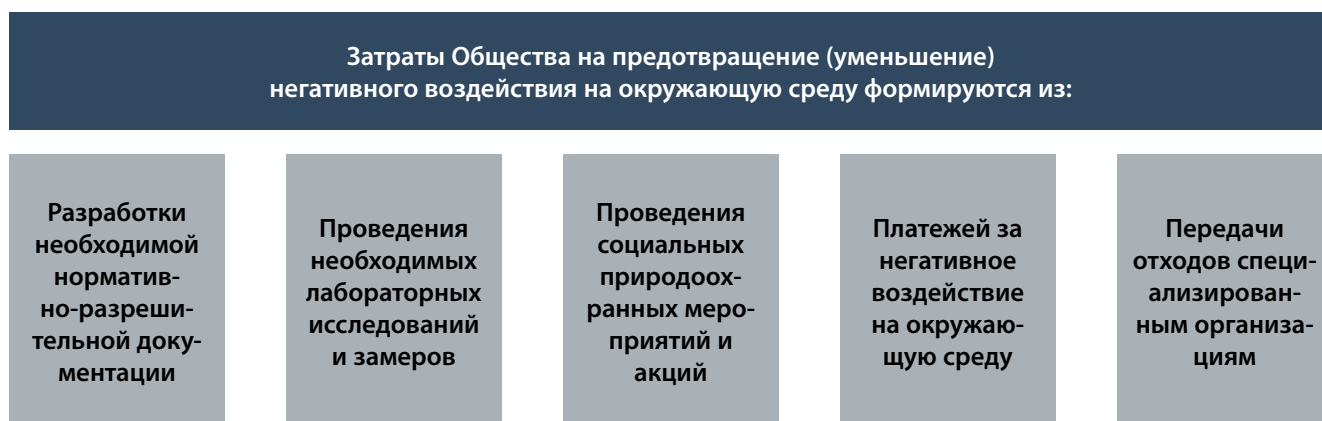 Затраты Общества на предотвращение (уменьшение)
негативного воздействия на окружающую среду формируются из:
Разработки
необходимой
норматив-
но-разреши-
тельной доку-
ментации
Проведения
необходимых
лабораторных
исследований
и замеров
Проведения
социальных
природоох-
ранных меро-
приятий и
акций
Платежей за
негативное
воздействие
на окружаю-
щую среду
Передачи
отходов специ-
ализирован-
ным организа-
циям